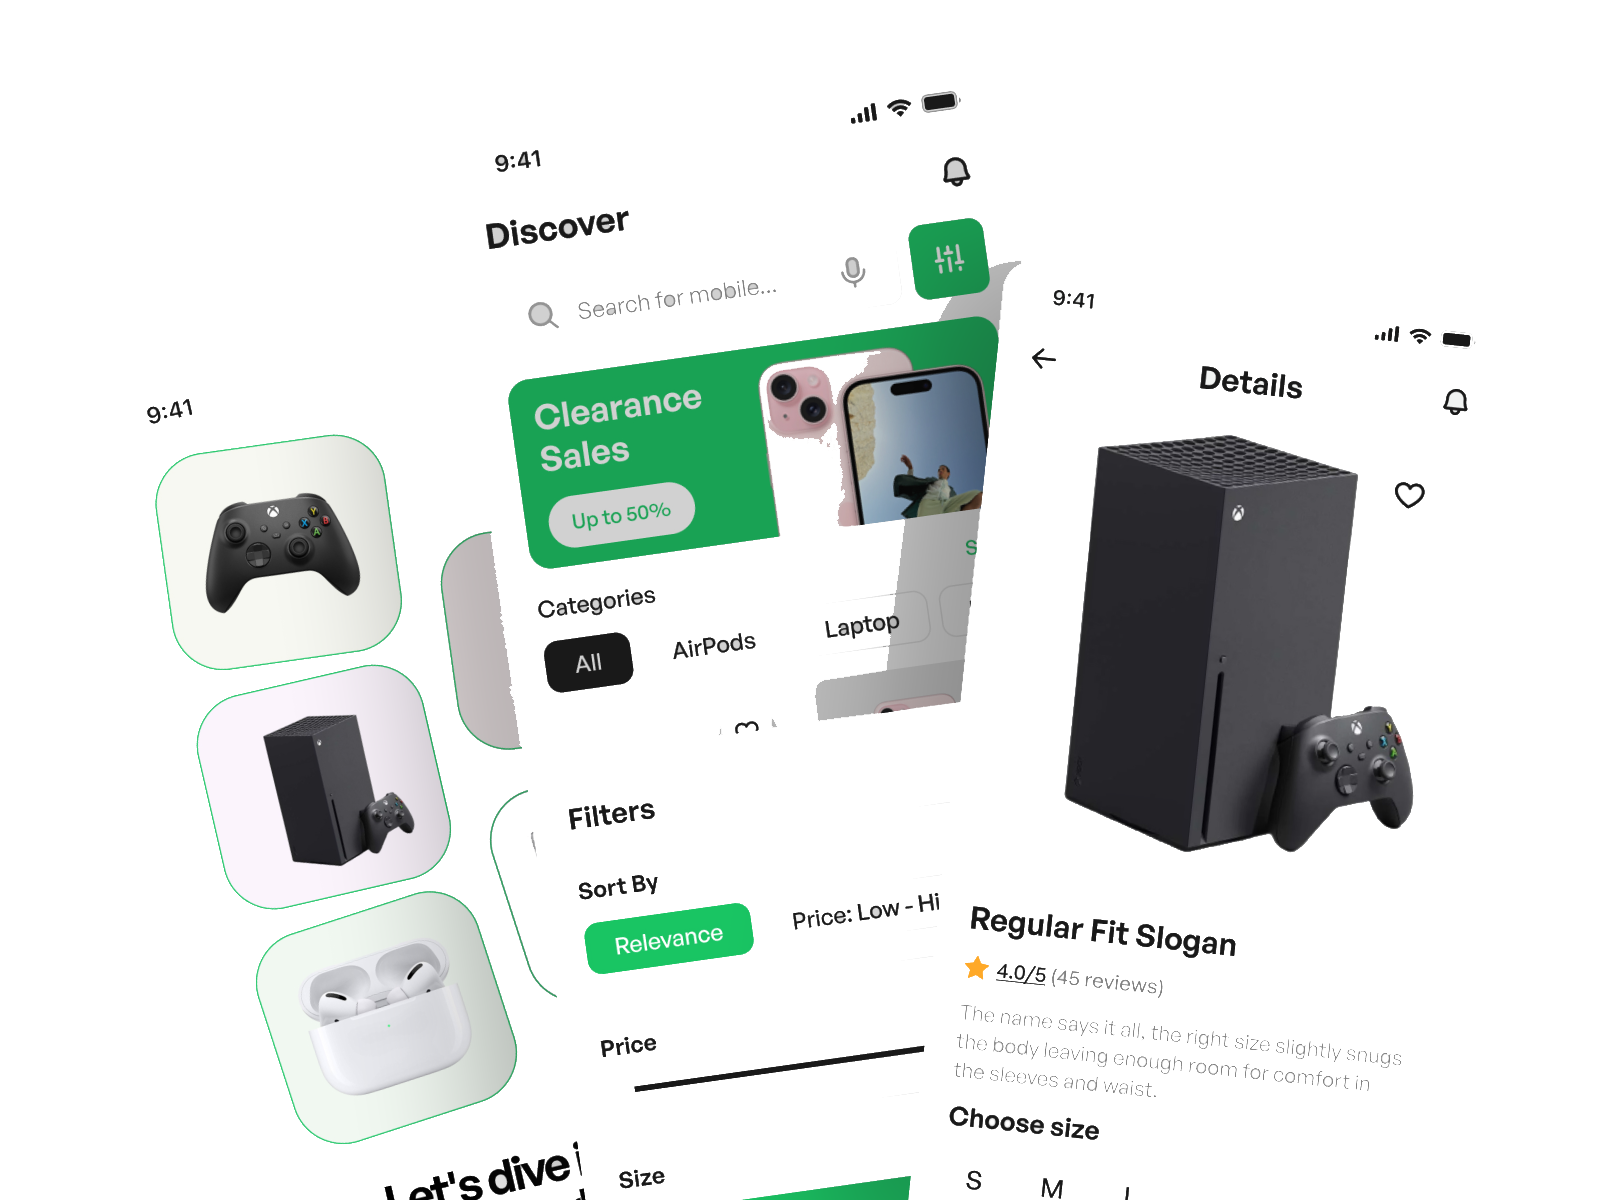 9:41
Let's dive
9:41
Discover
Search for mobile...
Clearance
Sales
Up to 50%
Categories
All
AirPods
Laptop
Filters
Sort By
Relevance
Price: Low - Hi
Price
Size
9:41
Details
Regular Fit Slogan
4.0/5 (45 reviews)
The name says it all, the right size slightly snugs
the body leaving enough room for comfort in
the sleeves and waist.
Choose size
S M